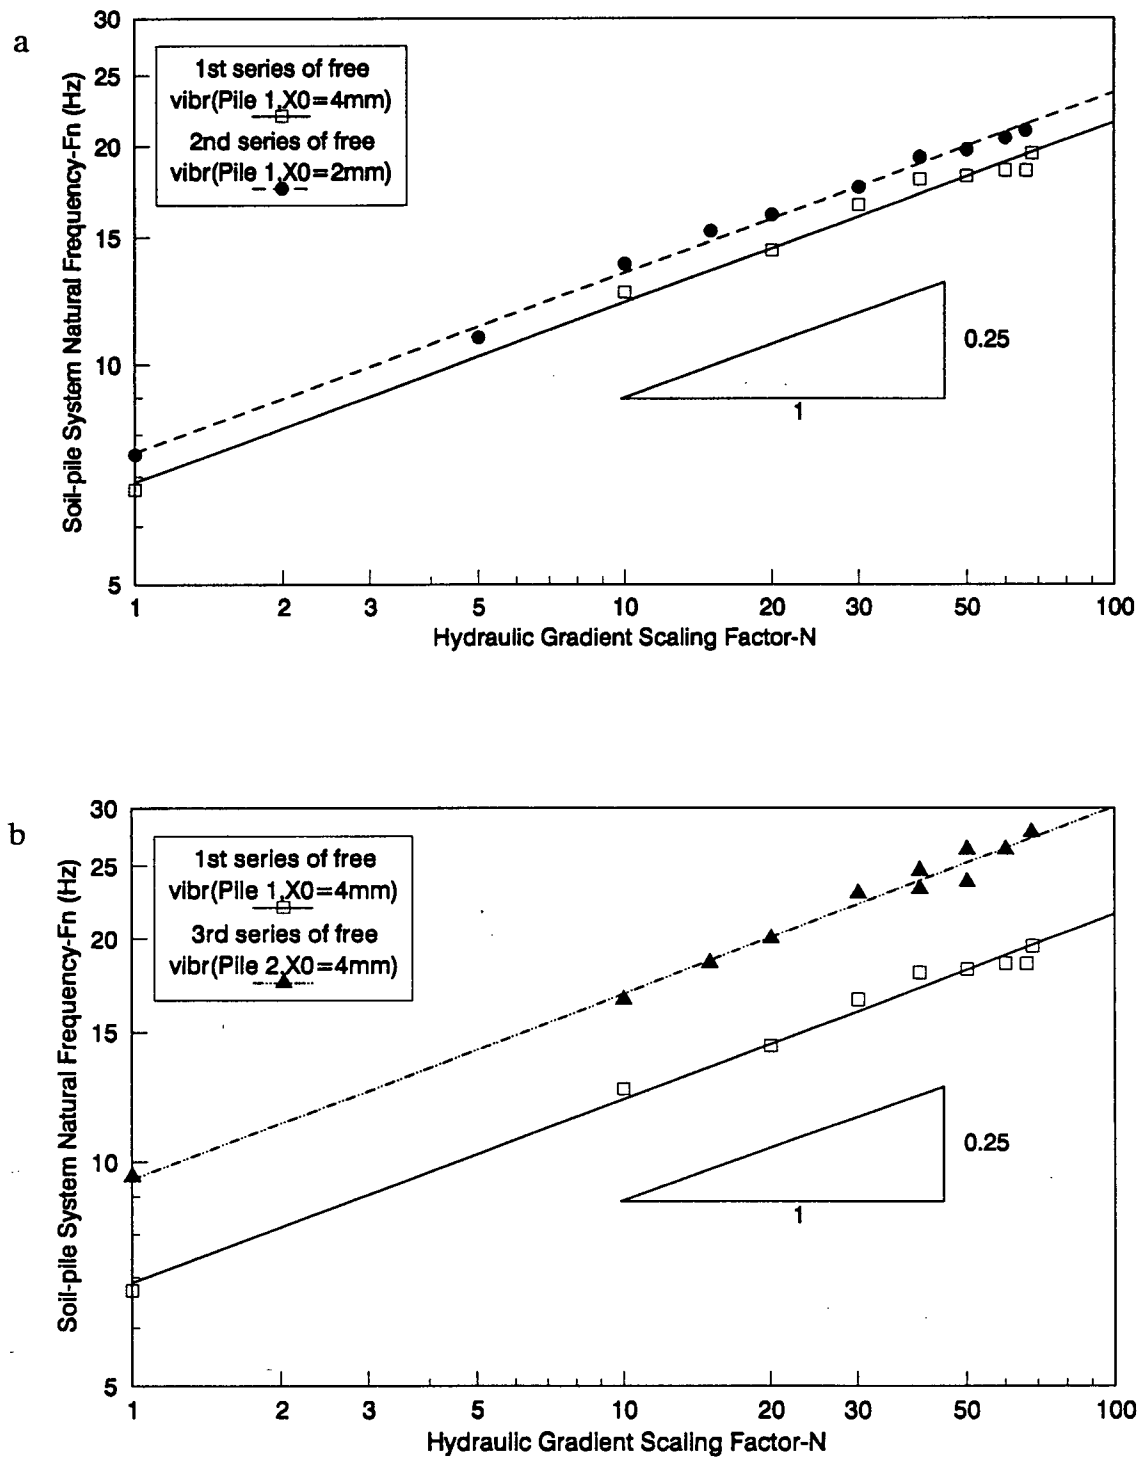 a
30
25
20
15
10
5
Soil-pile System Natural Frequency-Fn (Hz)
1st series of free
vibr(Pile 1,X0=4mm)
2nd series of free
vibr(Pile 1,X0=2mm)
0.25
1
1 2 3 5 10 20 30 50 100
Hydraulic Gradient Scaling Factor-N
b
30
25
20
15
10
5
Soil-pile System Natural Frequency-Fn (Hz)
1st series of free
vibr(Pile 1,X0=4mm)
3rd series of free
vibr(Pile 2,X0=4mm)
0.25
1
1 2 3 5 10 20 30 50 100
Hydraulic Gradient Scaling Factor-N